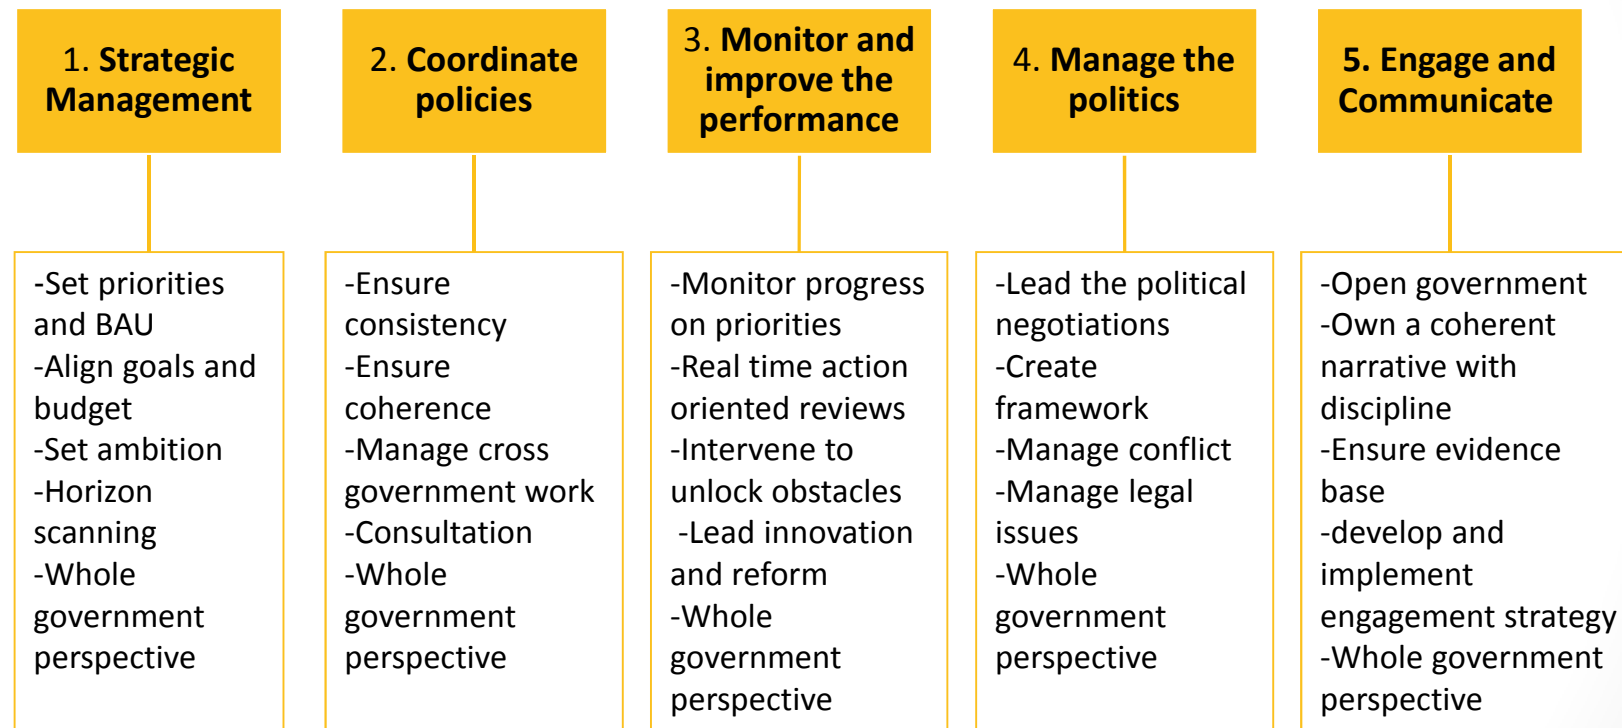 1. Strategic
Management
2. Coordinate
policies
3. Monitor and
improve the
performance
4. Manage the
politics
5. Engage and
Communicate
-Set priorities
and BAU
-Align goals and
budget
-Set ambition
-Horizon
scanning
-Whole
government
perspective
-Ensure
consistency
-Ensure
coherence
-Manage cross
government work
-Consultation
-Whole
government
perspective
-Monitor progress
on priorities
-Real time action
oriented reviews
-Intervene to
unlock obstacles
-Lead innovation
and reform
-Whole
government
perspective
-Lead the political
negotiations
-Create
framework
-Manage conflict
-Manage legal
issues
-Whole
government
perspective
-Open government
-Own a coherent
narrative with
discipline
-Ensure evidence
base
-develop and
implement
engagement strategy
-Whole government
perspective